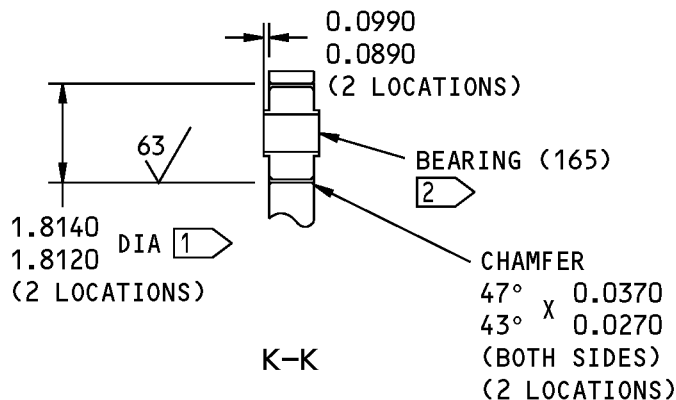 0.0990
0.0890
(2 LOCATIONS)
63
BEARING (165)
2
1.8140
1.8120
DIA 1
(2 LOCATIONS)
CHAMFER
47° X 0.0370
43° 0.0270
(BOTH SIDES)
(2 LOCATIONS)
K-K